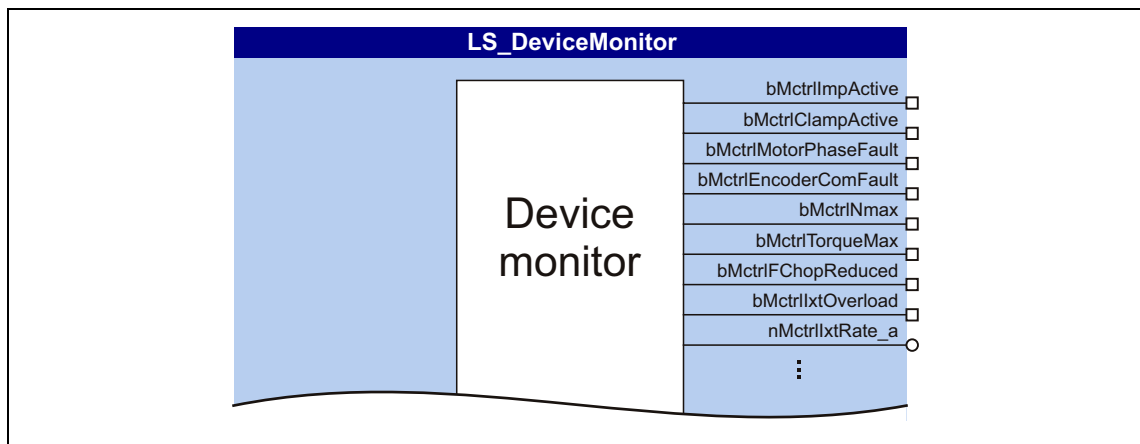 LS_DeviceMonitor
bMctrlImpActive
bMctrlClampActive
bMctrlMotorPhaseFault
bMctrlEncoderComFault
bMctrlNmax
bMctrlTorqueMax
bMctrlFChopReduced
bMctrlIxtOverload
nMctrlIxtRate_a
Device
monitor